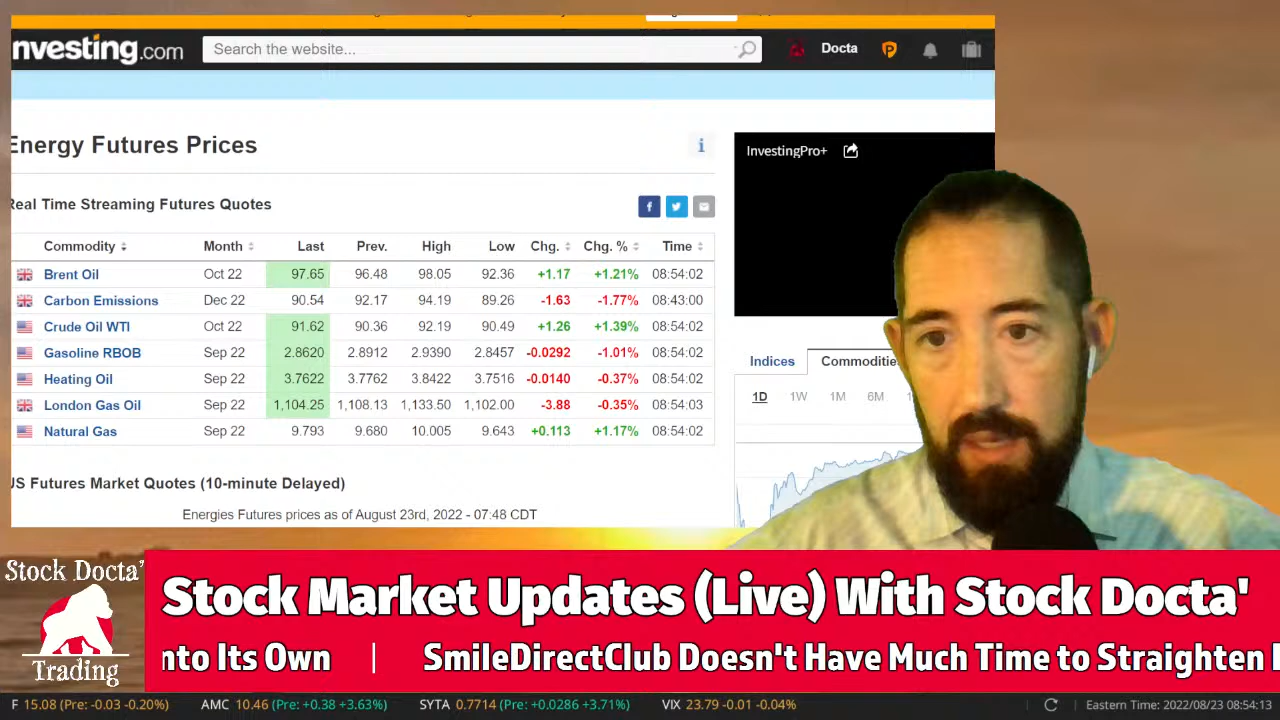 nvesting.com Search the website... Docta P
Energy Futures Prices
i
InvestingPro+
Real Time Streaming Futures Quotes
Commodity Month Last Prev. High Low Chg. Chg. % Time
Brent Oil Oct 22 97.65 96.48 98.05 92.36 +1.17 +1.21% 08:54:02
Carbon Emissions Dec 22 90.54 92.17 94.19 89.26 -1.63 -1.77% 08:43:00
Crude Oil WTI Oct 22 91.62 90.36 92.19 90.49 +1.26 +1.39% 08:54:02
Gasoline RBOB Sep 22 2.8620 2.8912 2.9390 2.8457 -0.0292 -1.01% 08:54:02
Heating Oil Sep 22 3.7622 3.7762 3.8422 3.7516 -0.0140 -0.37% 08:54:02
London Gas Oil Sep 22 1,104.25 1,108.13 1,133.50 1,102.00 -3.88 -0.35% 08:54:03
Natural Gas Sep 22 9.793 9.680 10.005 9.643 +0.113 +1.17% 08:54:02
Indices Commoditie
1D 1W 1M 6M
US Futures Market Quotes (10-minute Delayed)
Energies Futures prices as of August 23rd, 2022 - 07:48 CDT
Stock Docta'
Trading
Stock Market Updates (Live) With Stock Docta'
nto Its Own | SmileDirectClub Doesn't Have Much Time to Straighten
F 15.08 (Pre: -0.03 -0.20%) AMC 10.46 (Pre: +0.38 +3.63%) SYTA 0.7714 (Pre: +0.0286 +3.71%) VIX 23.79 -0.01 -0.04% Eastern Time: 2022/08/23 08:54:13